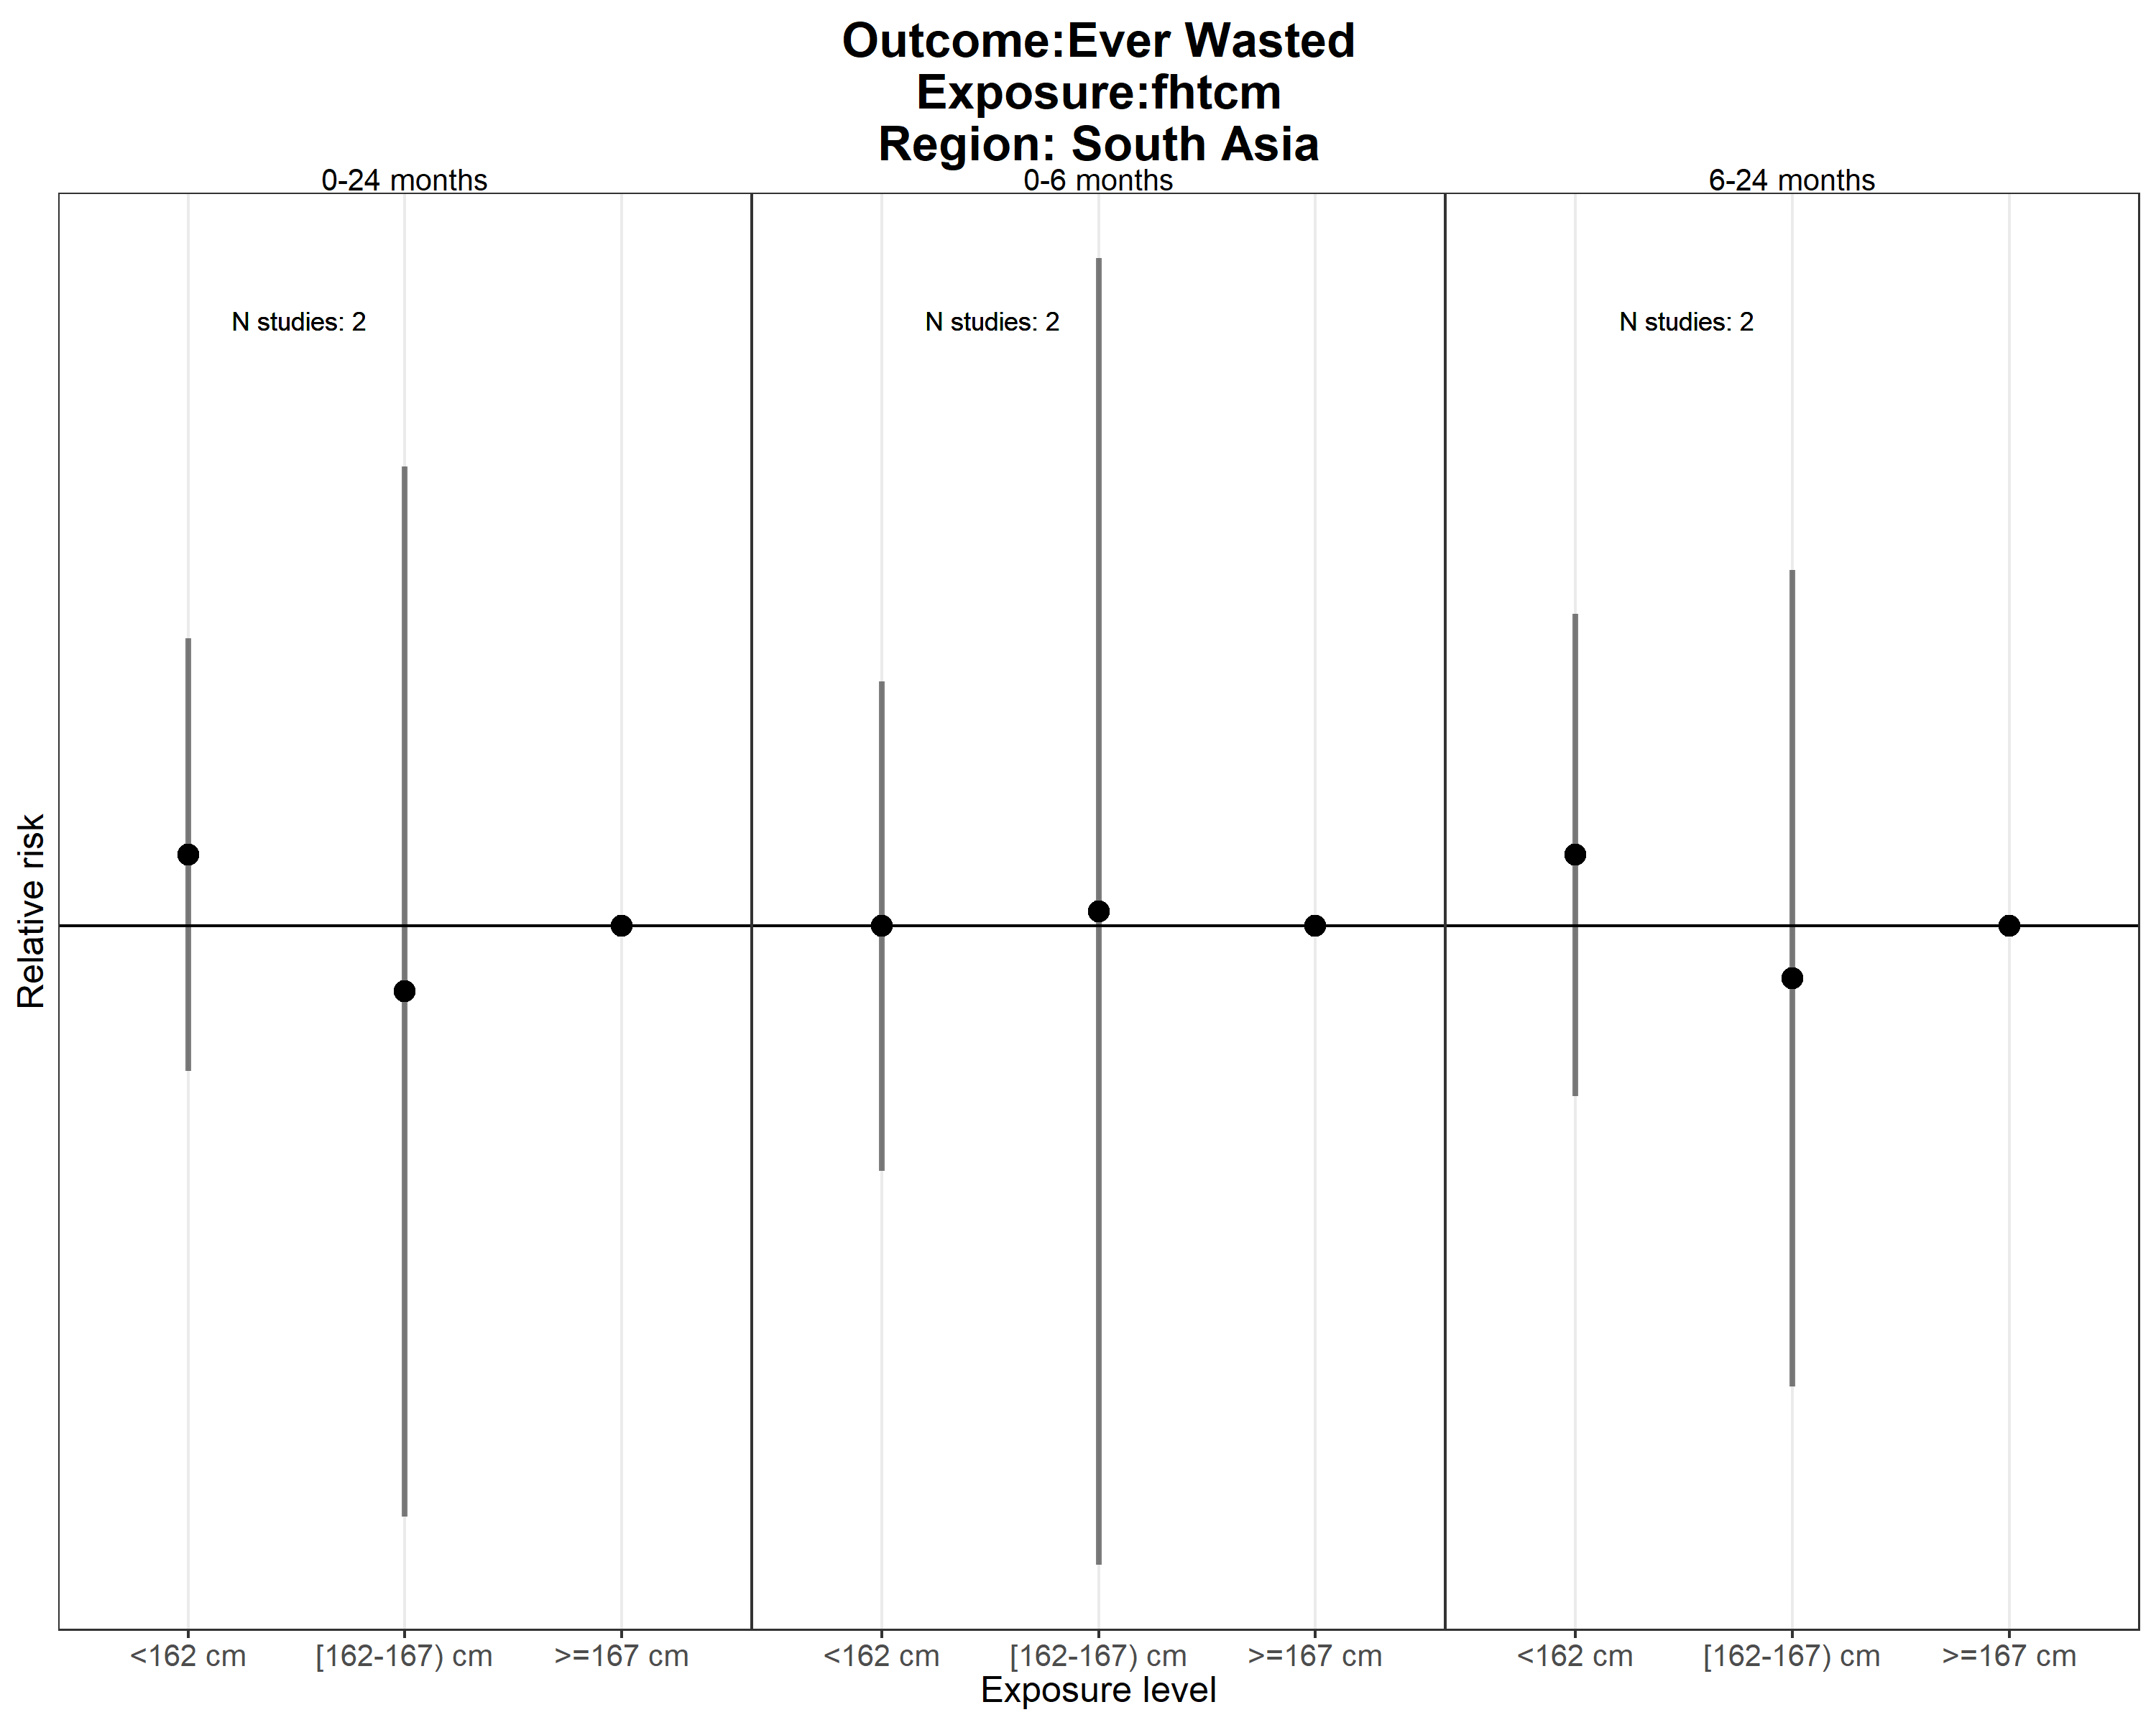 Outcome:Ever Wasted
Exposure:fhtcm
Region: South Asia
0-24 months
0-6 months
6-24 months
N studies: 2
N studies: 2
N studies: 2
Relative risk
<162 cm
[162-167) cm
>=167 cm
<162 cm
[162-167) cm
>=167 cm
<162 cm
[162-167) cm
>=167 cm
Exposure level